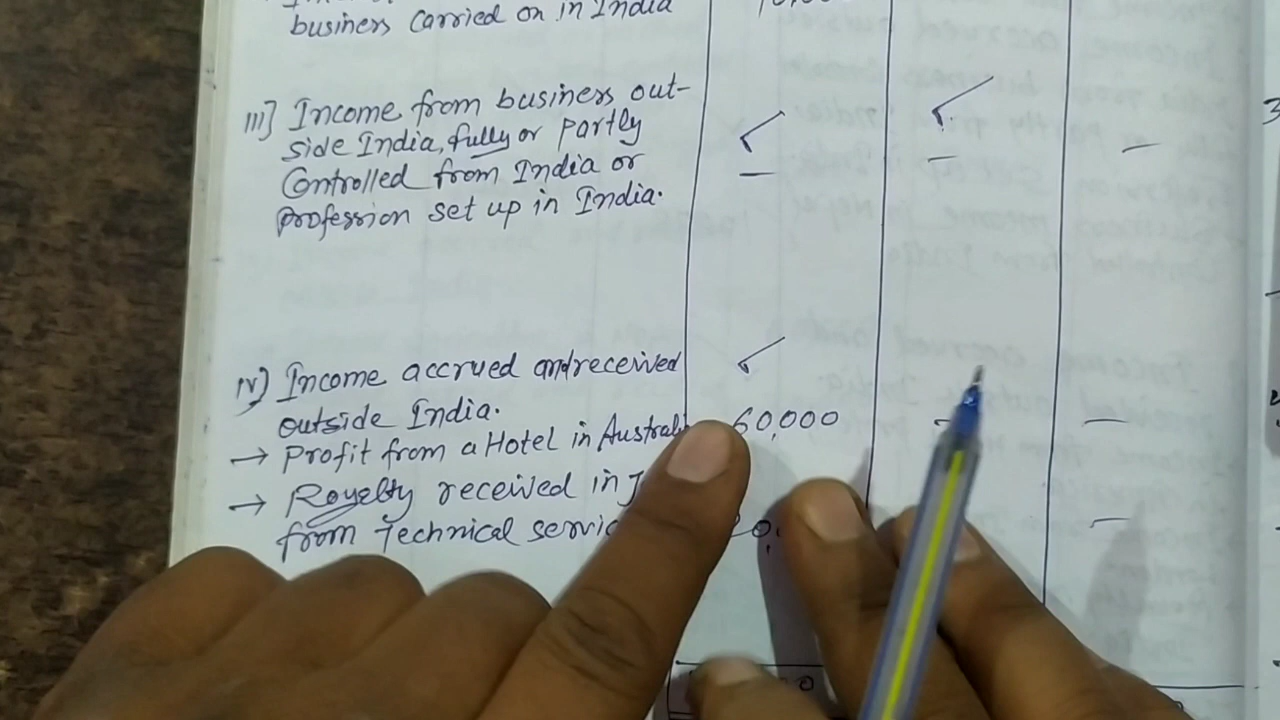 business carried on in India
III] Income from business out-
side India, fully or partly
Controlled from India or
profession set up in India.
IV] Income accrued and received
outside India.
→ Profit from a Hotel in 60,000 - -
→ Royalty received in
from Technical -